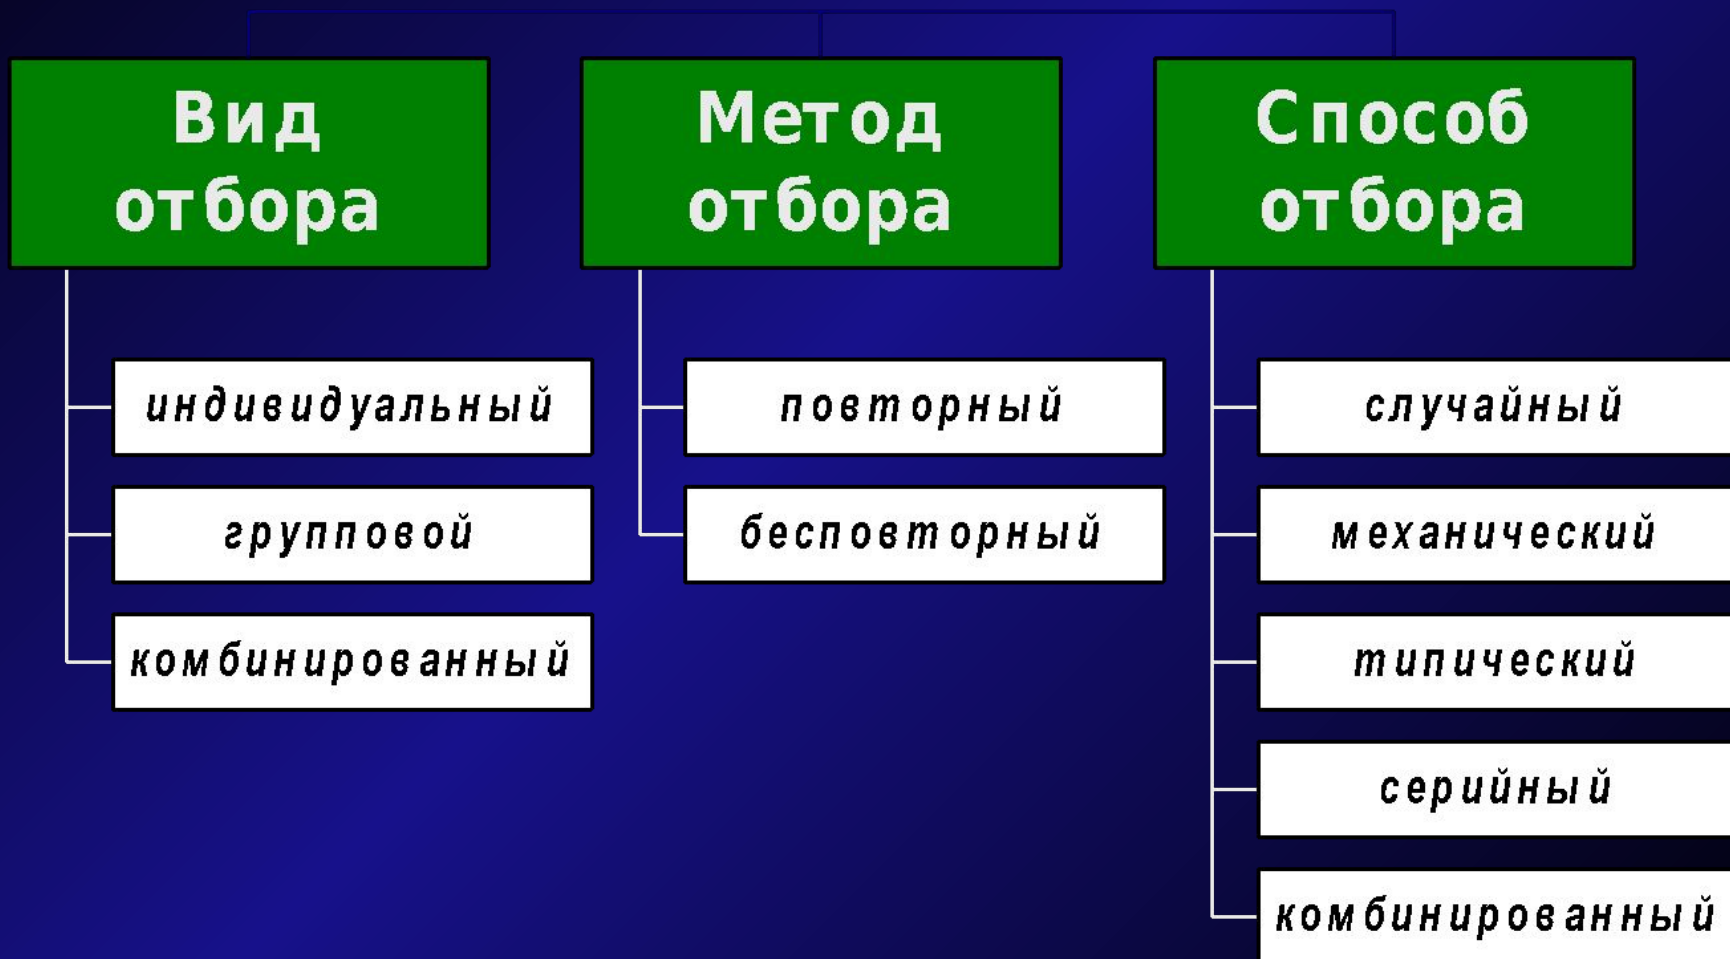 Вид
отбора
индивидуальный
групповой
комбинированный
Метод
отбора
повторный
бесповторный
Способ
отбора
случайный
механический
типический
серийный
комбинированный